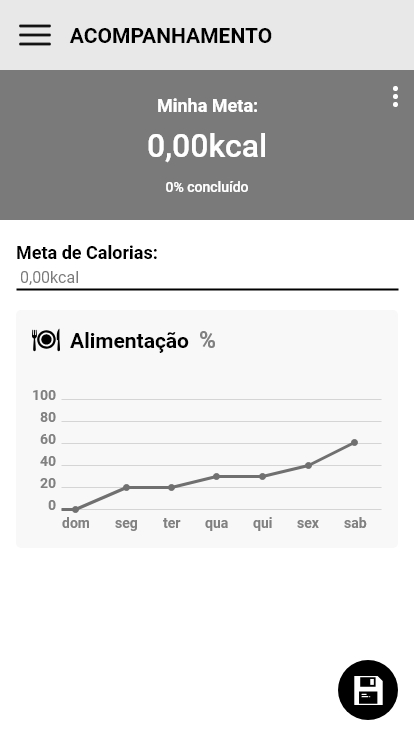 ACOMPANHAMENTO
Minha Meta:
0,00kcal
0% concluído
Meta de Calorias:
0,00kcal
Alimentação %
100
80
60
40
20
0
dom seg ter qua qui sex sab